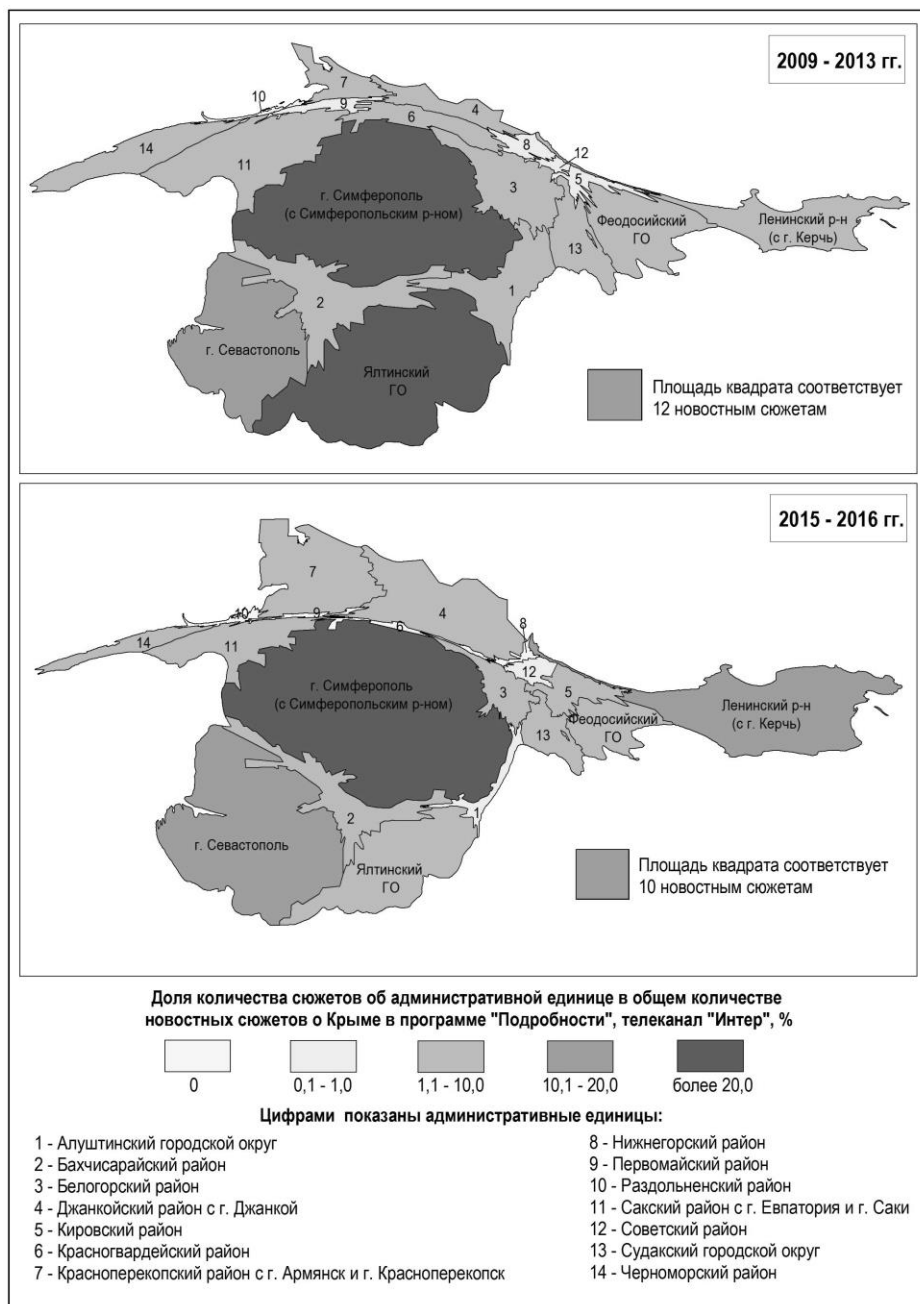 2009 - 2013 гг.
7
10
9
4
6
14
8
12
11
5
г. Симферополь
(с Симферопольским р-ном)
3
Феодосийский
ГО
Ленинский р-н
(с г. Керчь)
13
1
2
г. Севастополь
Ялтинский
ГО
Площадь квадрата соответствует
12 новостным сюжетам
2015 - 2016 гг.
7
10
9
4
6
8
14
11
12
г. Симферополь
(с Симферопольским р-ном)
3
5
Ленинский р-н
(с г. Керчь)
Феодосийский
ГО
13
1
2
г. Севастополь
Ялтинский
ГО
Площадь квадрата соответствует
10 новостным сюжетам
Доля количества сюжетов об административной единице в общем количестве
новостных сюжетов о Крыме в программе "Подробности", телеканал "Интер", %
0 0,1 - 1,0 1,1 - 10,0 10,1 - 20,0 более 20,0
Цифрами показаны административные единицы:
1 - Алуштинский городской округ
2 - Бахчисарайский район
3 - Белогорский район
4 - Джанкойский район с г. Джанкой
5 - Кировский район
6 - Красногвардейский район
7 - Красноперекопский район с г. Армянск и г. Красноперекопск
8 - Нижнегорский район
9 - Первомайский район
10 - Раздольненский район
11 - Сакский район с г. Евпатория и г. Саки
12 - Советский район
13 - Судакский городской округ
14 - Черноморский район